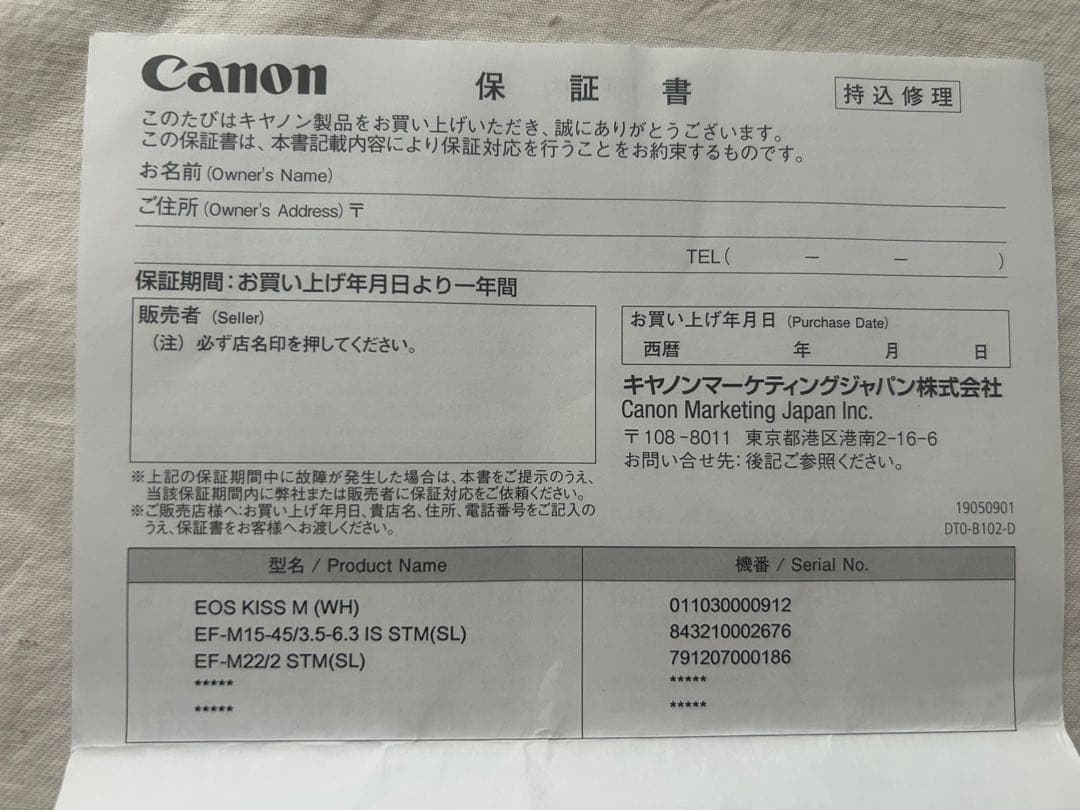 Canon
保証書
持込修理
このたびはキヤノン製品をお買い上げいただき、誠にありがとうございます。
この保証書は、本書記載内容により保証対応を行うことをお約束するものです。
お名前(Owner's Name)
ご住所(Owner's Address)〒
TEL( － － )
保証期間:お買い上げ年月日より一年間
販売者 (Seller)
（注）必ず店名印を押してください。
お買い上げ年月日 (Purchase Date)
西暦 年 月 日
キヤノンマーケティングジャパン株式会社
Canon Marketing Japan Inc.
〒108-8011 東京都港区港南2-16-6
お問い合せ先:後記ご参照ください。
※上記の保証期間中に故障が発生した場合は、本書をご提示のうえ、
当該保証期間内に弊社または販売者に保証対応をご依頼ください。
※ご販売店様へ:お買い上げ年月日、貴店名、住所、電話番号をご記入の
うえ、保証書をお客様へお渡しください。
19050901
DT0-B102-D
型名 / Product Name
機番 / Serial No.
EOS KISS M (WH) 011030000912
EF-M15-45/3.5-6.3 IS STM(SL) 843210002676
EF-M22/2 STM(SL) 791207000186
***** *****
***** *****